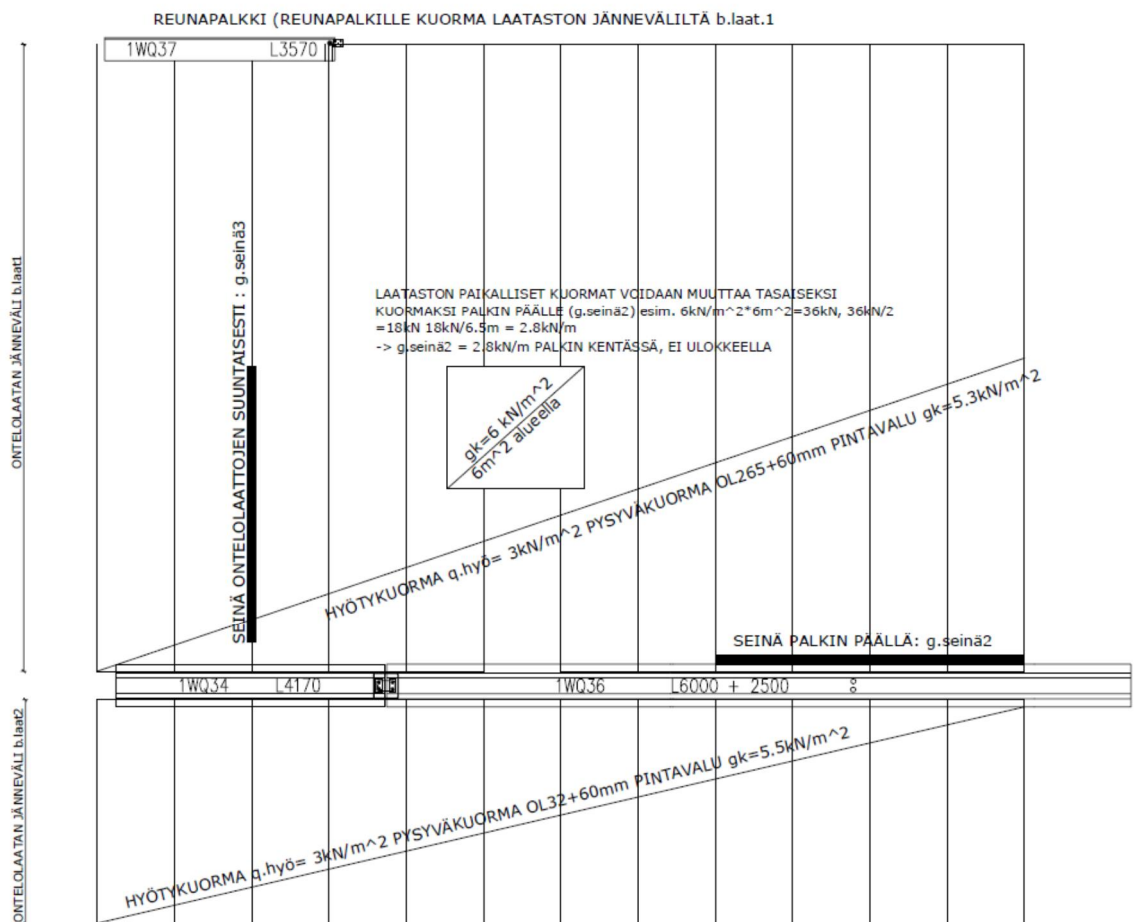 REUNAPALKKI (REUNAPALKILLE KUORMA LAATASTON JÄNNEVÄLILTÄ b.laat.1
1WQ37 L3570
ONTELOLAATAN JÄNNEVÄLI b.laat1
SEINÄ ONTELOLAATTOJEN SUUNTAISESTI : g.seinä3
LAATASTON PAIKALLISET KUORMAT VOIDAAN MUUTTAA TASAISEKSI
KUORMAKSI PALKIN PÄÄLLE (g.seinä2) esim. 6kN/m^2*6m^2=36kN, 36kN/2
=18kN 18kN/6.5m = 2.8kN/m
-> g.seinä2 = 2.8kN/m PALKIN KENTÄSSÄ, EI ULOKKEELLA
gk=6 kN/m^2
6m^2 alueella
HYÖTYKUORMA q.hyö= 3kN/m^2 PYSYVÄKUORMA OL265+60mm PINTAVALU gk=5.3kN/m^2
SEINÄ PALKIN PÄÄLLÄ: g.seinä2
1WQ34 L4170
1WQ36 L6000 + 2500
ONTELOLAATAN JÄNNEVÄLI b.laat2
HYÖTYKUORMA q.hyö= 3kN/m^2 PYSYVÄKUORMA OL32+60mm PINTAVALU gk=5.5kN/m^2